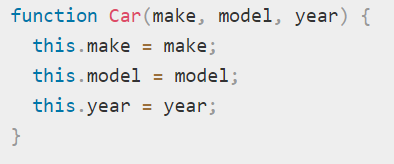 function Car(make, model, year) {
  this.make = make;
  this.model = model;
  this.year = year;
}